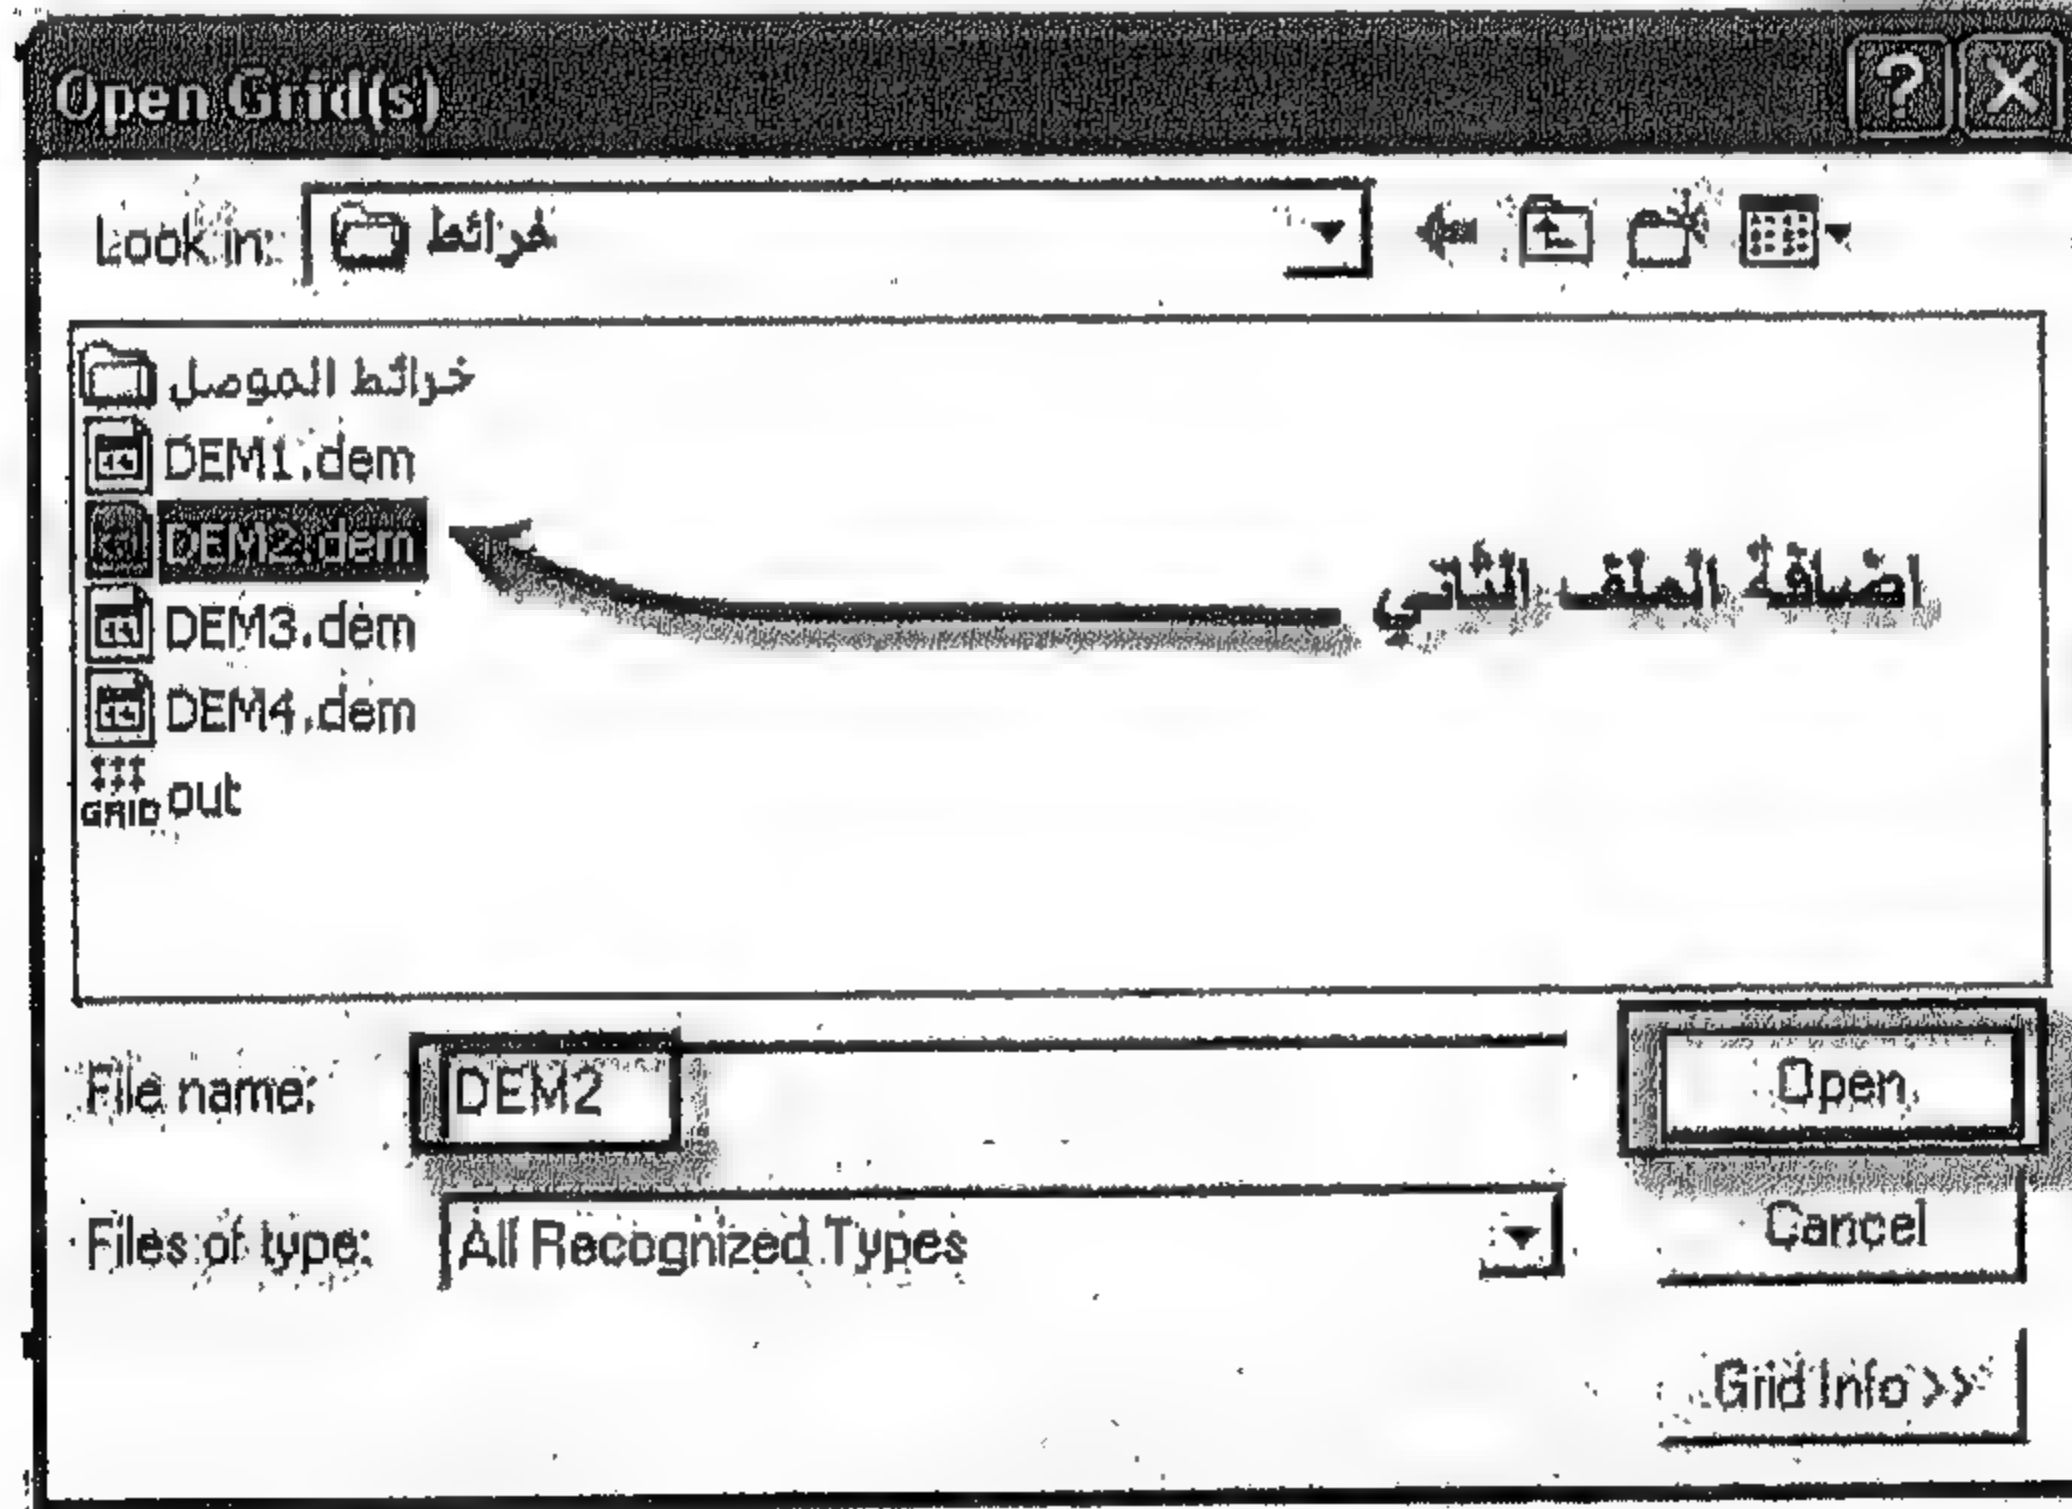 Open Grid(s)
Look in: خرائط
خرائط الموصل
DEM1.dem
DEM2.dem
اضافة الملف الثاني
DEM3.dem
DEM4.dem
GRID out
File name: DEM2 Open
Files of type: All Recognized Types Cancel
Grid Info >>